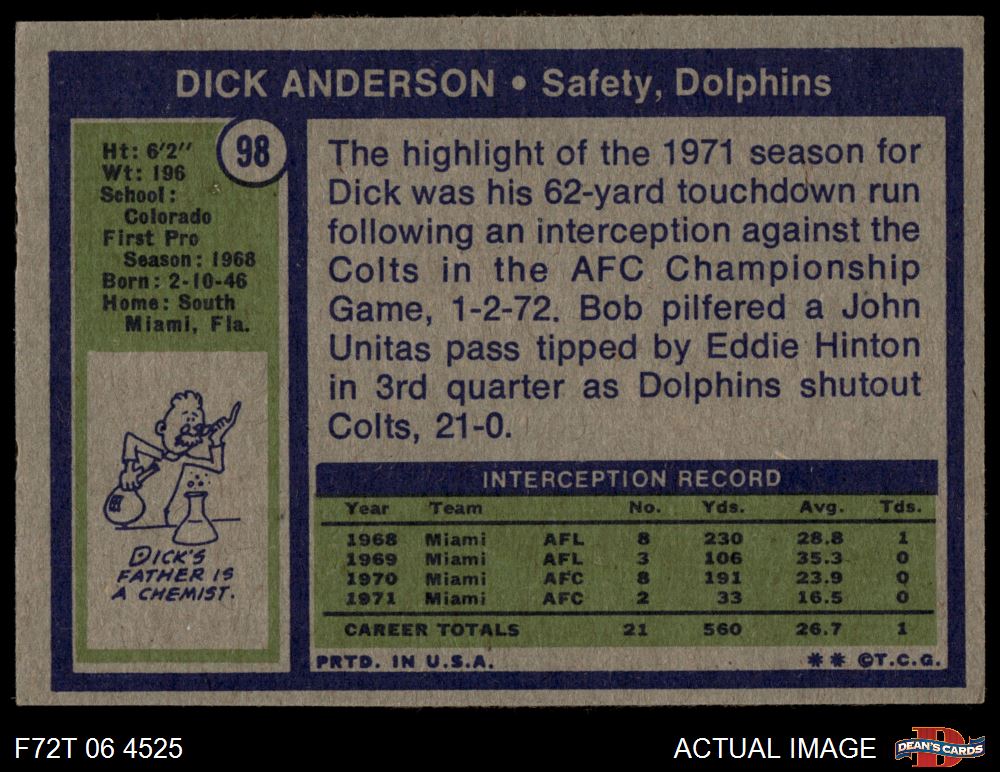 DICK ANDERSON • Safety, Dolphins
98
Ht: 6'2"
Wt: 196
School:
Colorado
First Pro
Season: 1968
Born: 2-10-46
Home: South
Miami, Fla.
DICK'S
FATHER IS
A CHEMIST.
The highlight of the 1971 season for
Dick was his 62-yard touchdown run
following an interception against the
Colts in the AFC Championship
Game, 1-2-72. Bob pilfered a John
Unitas pass tipped by Eddie Hinton
in 3rd quarter as Dolphins shutout
Colts, 21-0.
INTERCEPTION RECORD
Year Team No. Yds. Avg. Tds.
1968 Miami AFL 8 230 28.8 1
1969 Miami AFL 3 106 35.3 0
1970 Miami AFC 8 191 23.9 0
1971 Miami AFC 2 33 16.5 0
CAREER TOTALS 21 560 26.7 1
PRTD. IN U.S.A. ** ©T.C.G.
F72T 06 4525 ACTUAL IMAGE D DEAN'S CARDS